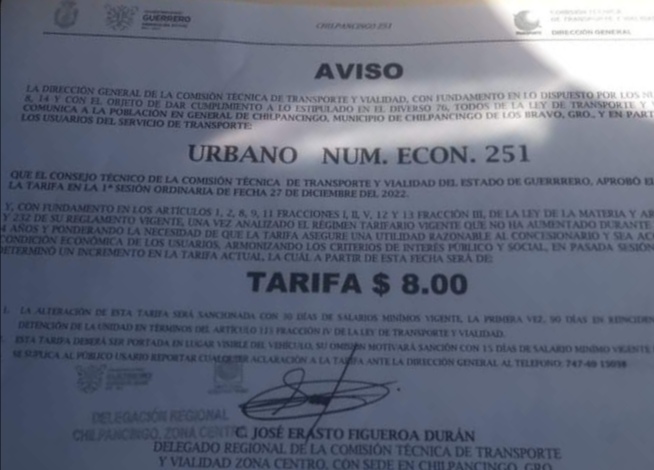 GUERRERO
CHILPANCINGO 251
COMISIÓN TÉCNICA
DE TRANSPORTE Y VIALIDAD
DIRECCIÓN GENERAL
AVISO
LA DIRECCIÓN GENERAL DE LA COMISIÓN TÉCNICA DE TRANSPORTE Y VIALIDAD, CON FUNDAMENTO EN LO DISPUESTO POR LOS
8, 14 Y CON EL OBJETO DE DAR CUMPLIMIENTO A LO ESTIPULADO EN EL DIVERSO 76, TODOS DE LA LEY DE TRANSPORTE Y
COMUNICA A LA POBLACIÓN EN GENERAL DE CHILPANCINGO, MUNICIPIO DE CHILPANCINGO DE LOS BRAVO, GRO., Y EN
LOS USUARIOS DEL SERVICIO DE TRANSPORTE:
URBANO NUM. ECON. 251
QUE EL CONSEJO TÉCNICO DE LA COMISIÓN TÉCNICA DE TRANSPORTE Y VIALIDAD DEL ESTADO DE GUERRRERO, APROBÓ
LA TARIFA EN LA 1ª SESIÓN ORDINARIA DE FECHA 27 DE DICIEMBRE DEL 2022.
Y, CON FUNDAMENTO EN LOS ARTÍCULOS 1, 2, 8, 9, 11 FRACCIONES I, II, V, 12 Y 13 FRACCIÓN III, DE LA LEY DE LA MATERIA Y
Y 232 DE SU REGLAMENTO VIGENTE, UNA VEZ ANALIZADO EL RÉGIMEN TARIFARIO VIGENTE QUE NO HA AUMENTADO DURANTE
4 AÑOS Y PONDERANDO LA NECESIDAD DE QUE LA TARIFA ASEGURE UNA UTILIDAD RAZONABLE AL CONCESIONARIO Y SEA
CONDICIÓN ECONÓMICA DE LOS USUARIOS, ARMONIZANDO LOS CRITERIOS DE INTERÉS PÚBLICO Y SOCIAL, EN PASADA SESIÓN
DETERMINÓ UN INCREMENTO EN LA TARIFA ACTUAL, LA CUÁL A PARTIR DE ESTA FECHA SERÁ DE:
TARIFA $ 8.00
1. LA ALTERACIÓN DE ESTA TARIFA SERÁ SANCIONADA CON 30 DÍAS DE SALARIOS MÍNIMOS VIGENTE, LA PRIMERA VEZ, 90 DÍAS EN
DETENCIÓN DE LA UNIDAD EN TÉRMINOS DEL ARTÍCULO 113 FRACCIÓN IV DE LA LEY DE TRANSPORTE Y VIALIDAD.
ESTA TARIFA DEBERÁ SER PORTADA EN LUGAR VISIBLE DEL VEHÍCULO, SU OMISIÓN MOTIVARÁ SANCIÓN CON 15 DÍAS DE SALARIO MÍNIMO VIGENTE
SE SUPLICA AL PÚBLICO USUARIO REPORTAR CUALQUIER ACLARACIÓN A LA TARIFA ANTE LA DIRECCIÓN GENERAL AL TELEFONO:
DELEGACIÓN REGIONAL
CHILPANCINGO, ZONA CENTRO
C. JOSÉ ERASTO FIGUEROA DURÁN
DELEGADO REGIONAL DE LA COMISIÓN TÉCNICA DE TRANSPORTE
Y VIALIDAD ZONA CENTRO, CON SEDE EN CHILPANCINGO, GRO.